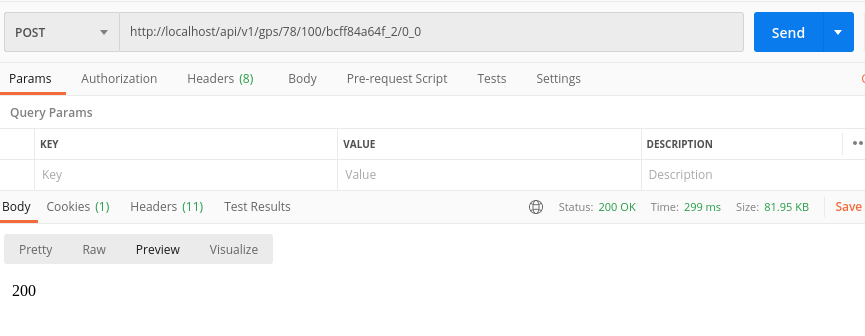 POST http://localhost/api/v1/gps/78/100/bcff84a64f_2/0_0 Send
Params Authorization Headers (8) Body Pre-request Script Tests Settings
Query Params
KEY VALUE DESCRIPTION •••
Key Value Description
Body Cookies (1) Headers (11) Test Results Status: 200 OK Time: 299 ms Size: 81.95 KB Save
Pretty Raw Preview Visualize
200